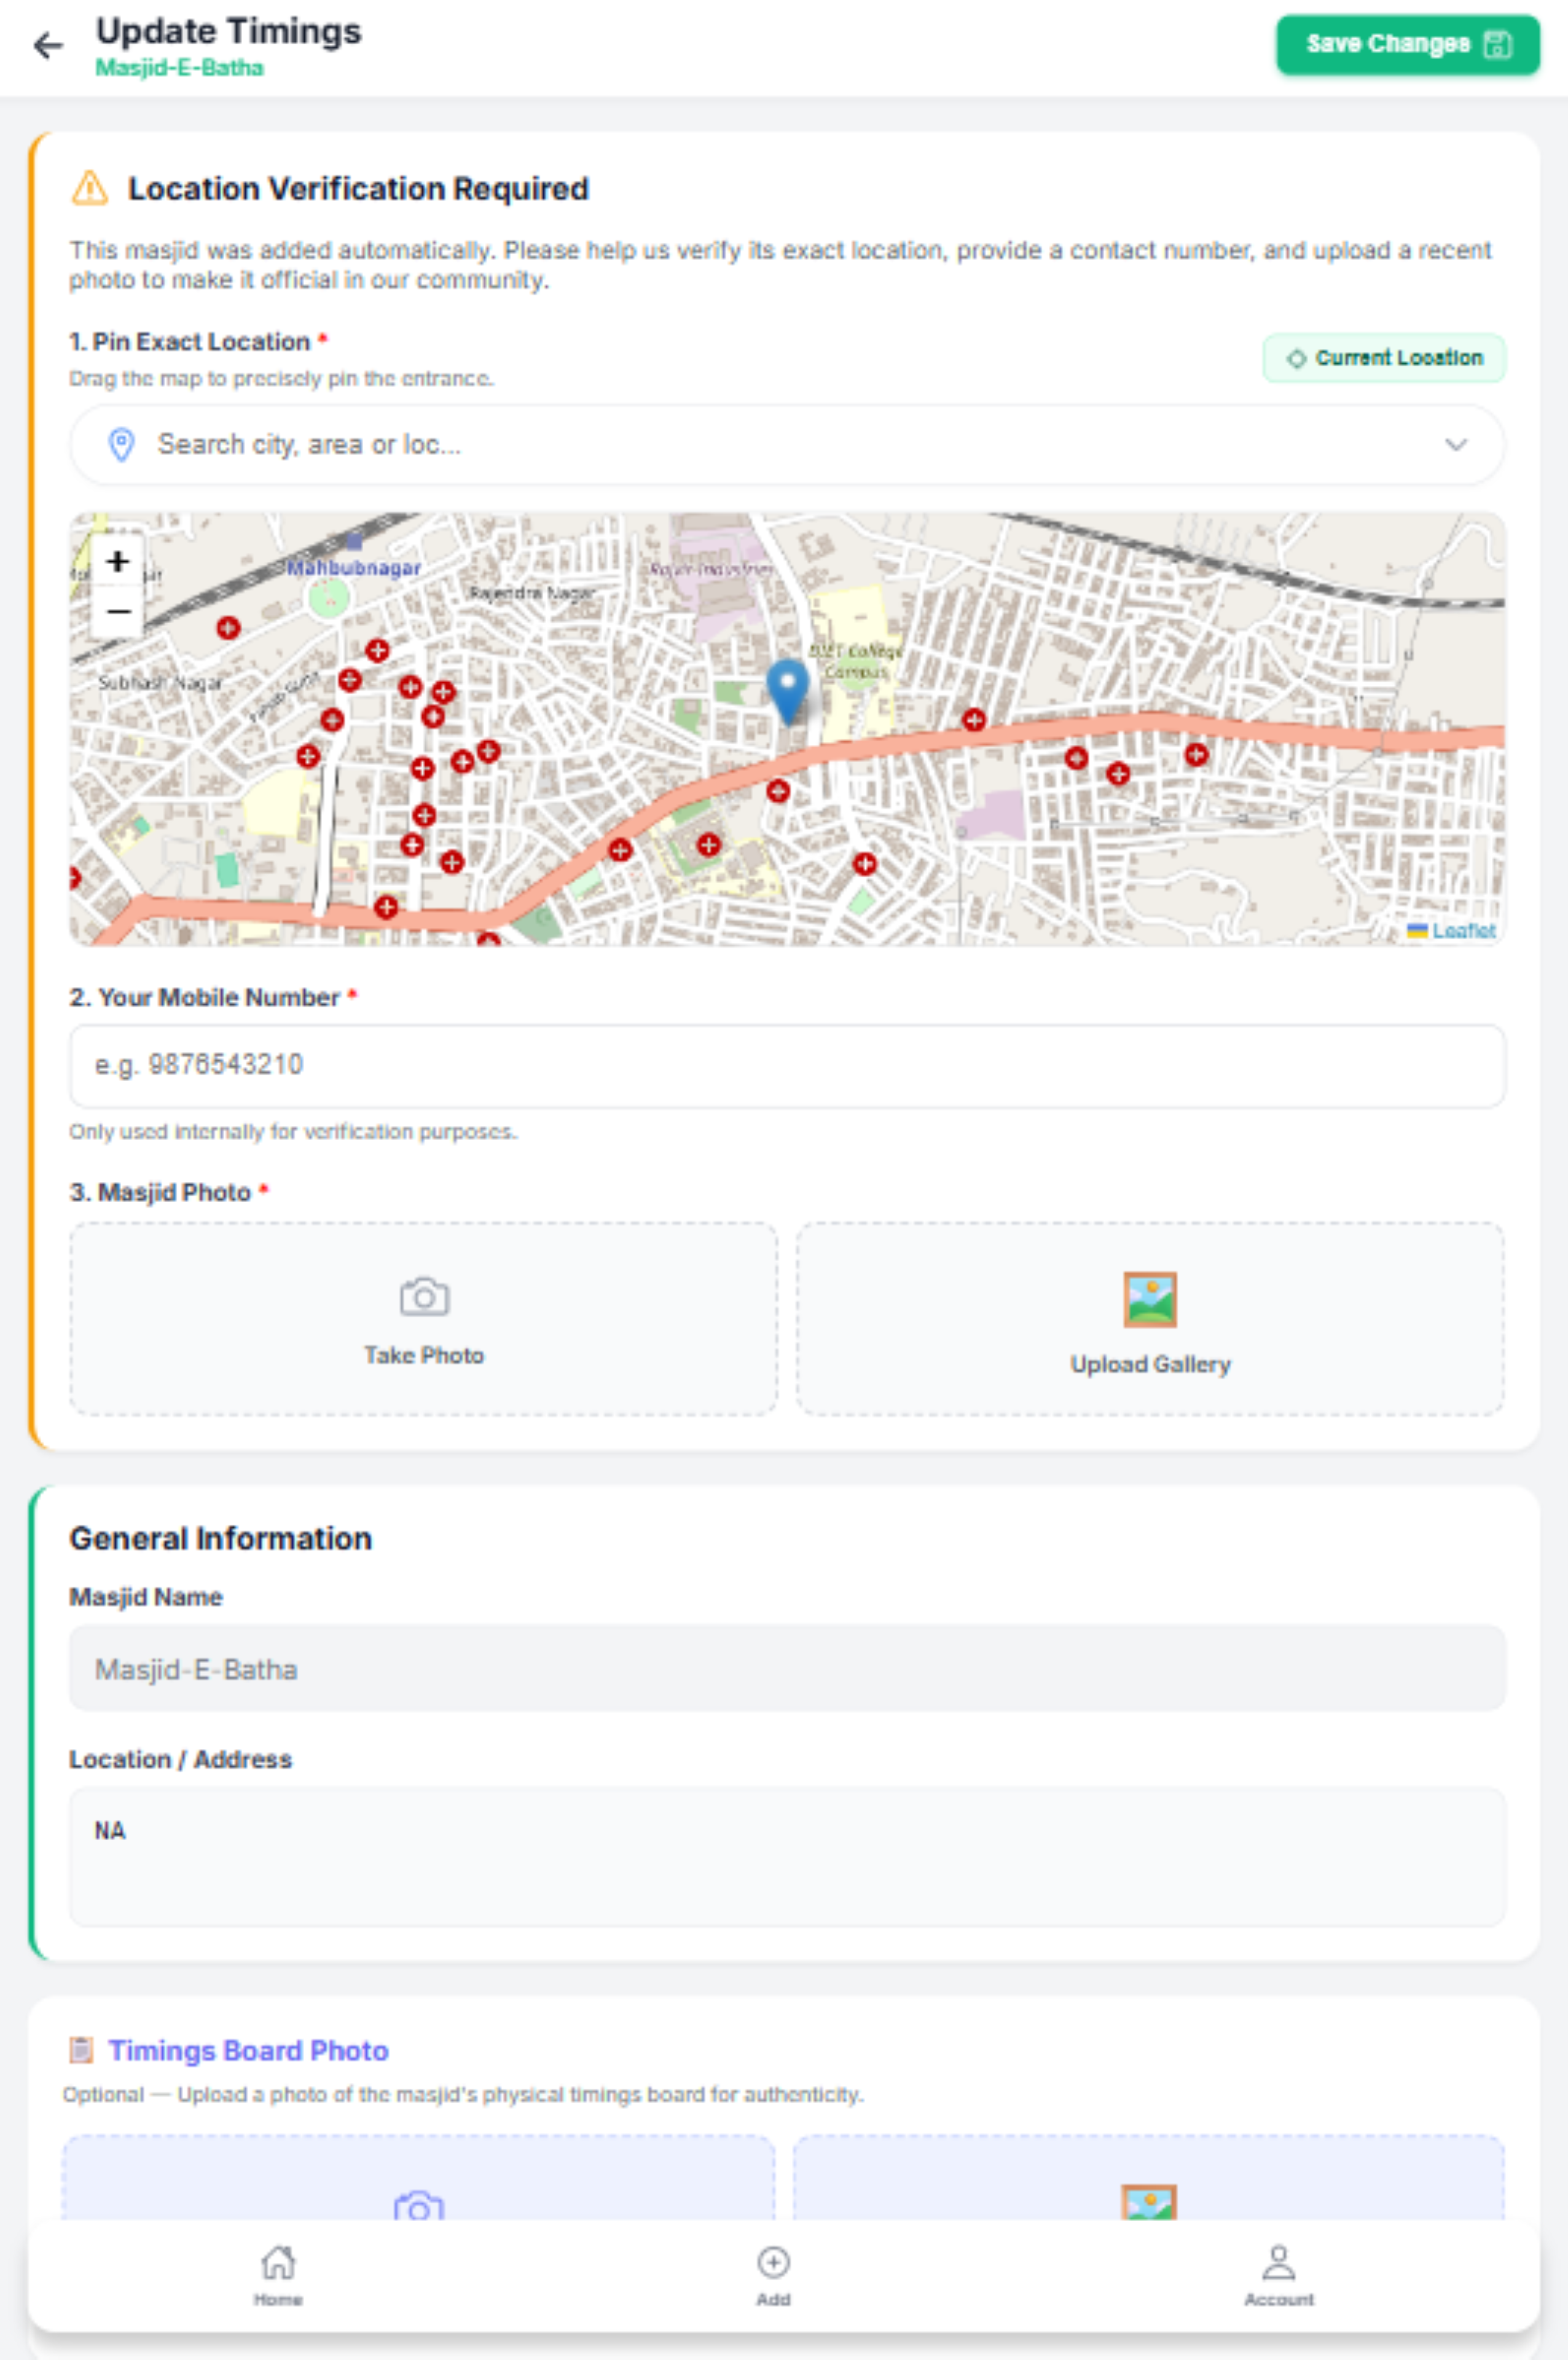 Update Timings
Masjid-E-Batha
Save Changes
Location Verification Required
This masjid was added automatically. Please help us verify its exact location, provide a contact number, and upload a recent
photo to make it official in our community.
1. Pin Exact Location *
Drag the map to precisely pin the entrance.
Current Location
Search city, area or loc...
+
−
Mahbubnagar
Rajendra Nagar
Subhash Nagar
DIET College
Campus
Leaflet
2. Your Mobile Number *
e.g. 9876543210
Only used internally for verification purposes.
3. Masjid Photo *
Take Photo
Upload Gallery
General Information
Masjid Name
Masjid-E-Batha
Location / Address
NA
Timings Board Photo
Optional — Upload a photo of the masjid's physical timings board for authenticity.
Home
Add
Account